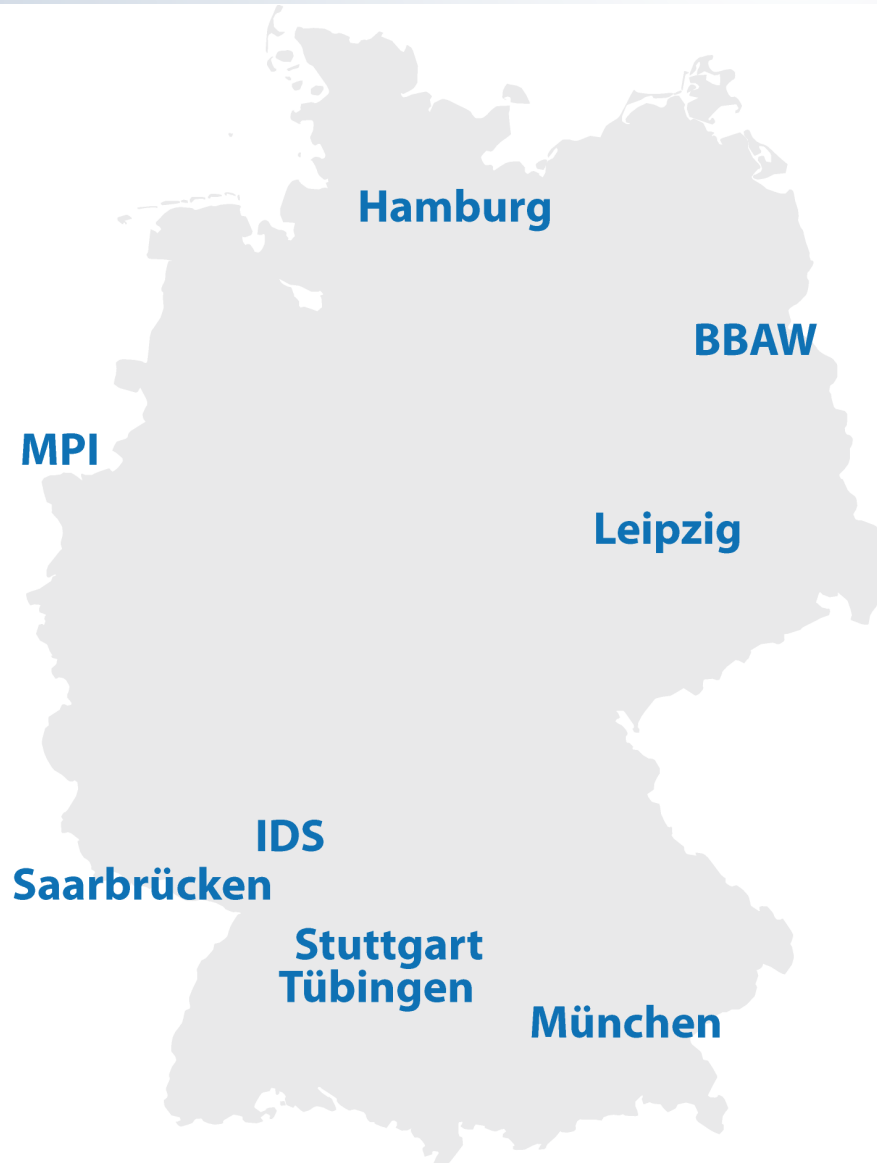 Hamburg
BBAW
MPI
Leipzig
IDS
Saarbrücken
Stuttgart
Tübingen
München